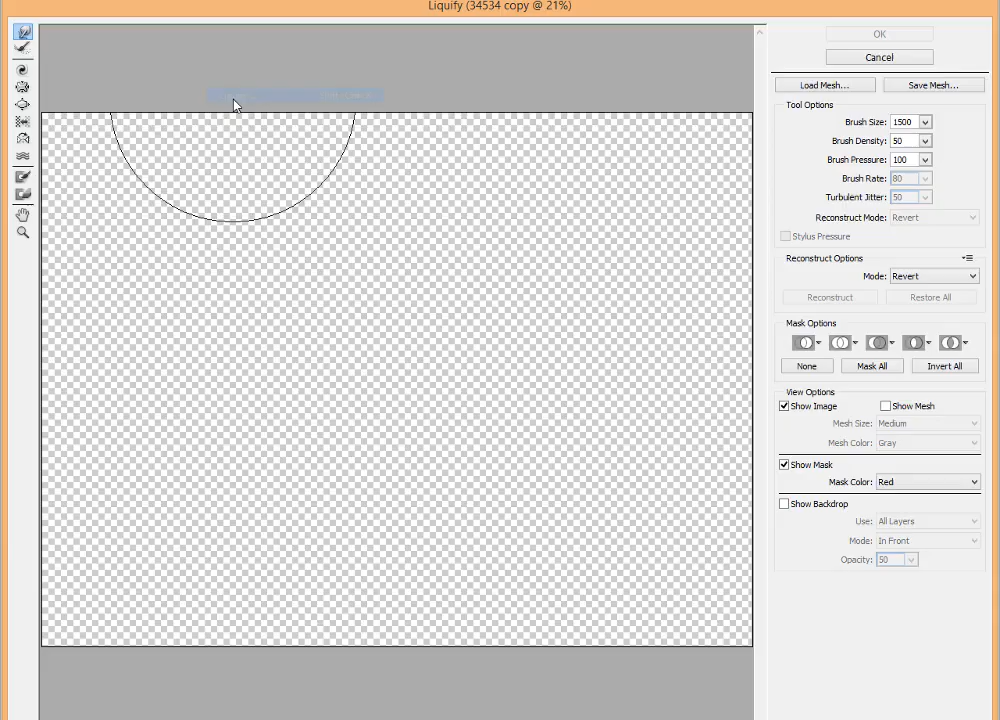 Liquify (34534 copy @ 21%)
OK
Cancel
Load Mesh...
Save Mesh...
Tool Options
Brush Size: 1500
Brush Density: 50
Brush Pressure: 100
Brush Rate: 80
Turbulent Jitter: 50
Reconstruct Mode: Revert
Stylus Pressure
Reconstruct Options
Mode: Revert
Reconstruct
Restore All
Mask Options
None
Mask All
Invert All
View Options
Show Image
Show Mesh
Mesh Size: Medium
Mesh Color: Gray
Show Mask
Mask Color: Red
Show Backdrop
Use: All Layers
Mode: In Front
Opacity: 50